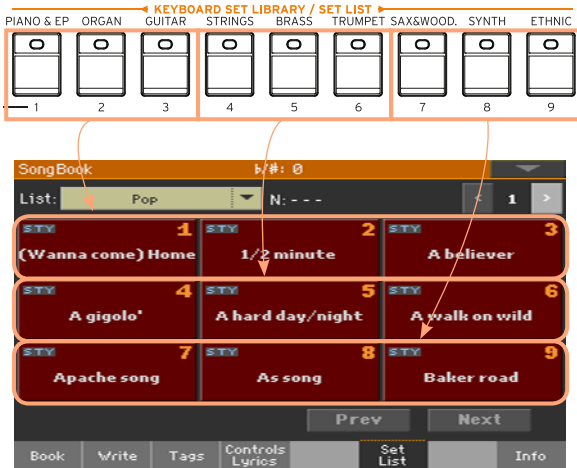 KEYBOARD SET LIBRARY / SET LIST
PIANO & EP ORGAN GUITAR STRINGS BRASS TRUMPET SAX&WOOD. SYNTH ETHNIC
1 2 3 4 5 6 7 8 9
SongBook ♭/#: 0
List: Pop N: - - - < 1 >
STY 1 STY 2 STY 3
(Wanna come) Home 1/2 minute A believer
STY 4 STY 5 STY 6
A gigolo' A hard day/night A walk on wild
STY 7 STY 8 STY 9
Apache song As song Baker road
Prev Next
Book Write Tags Controls Lyrics Set List Info